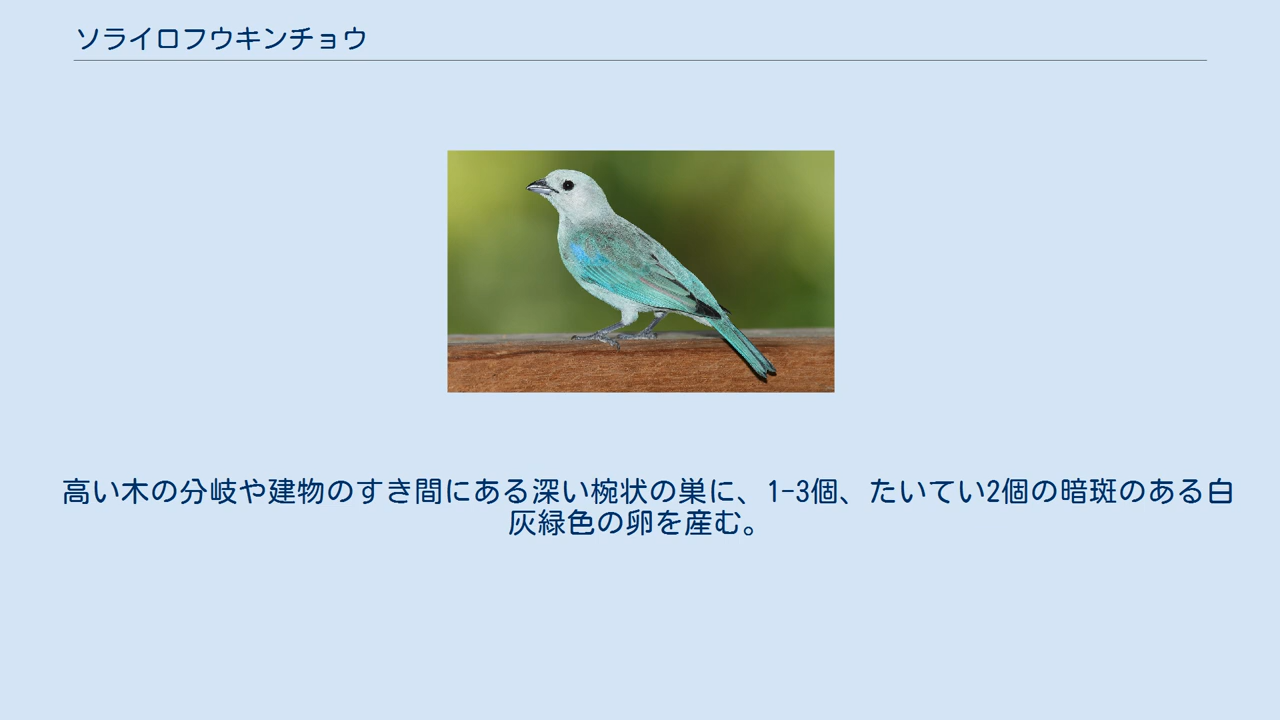 ソライロフウキンチョウ
高い木の分岐や建物のすき間にある深い椀状の巣に、1-3個、たいてい2個の暗斑のある白
灰緑色の卵を産む。